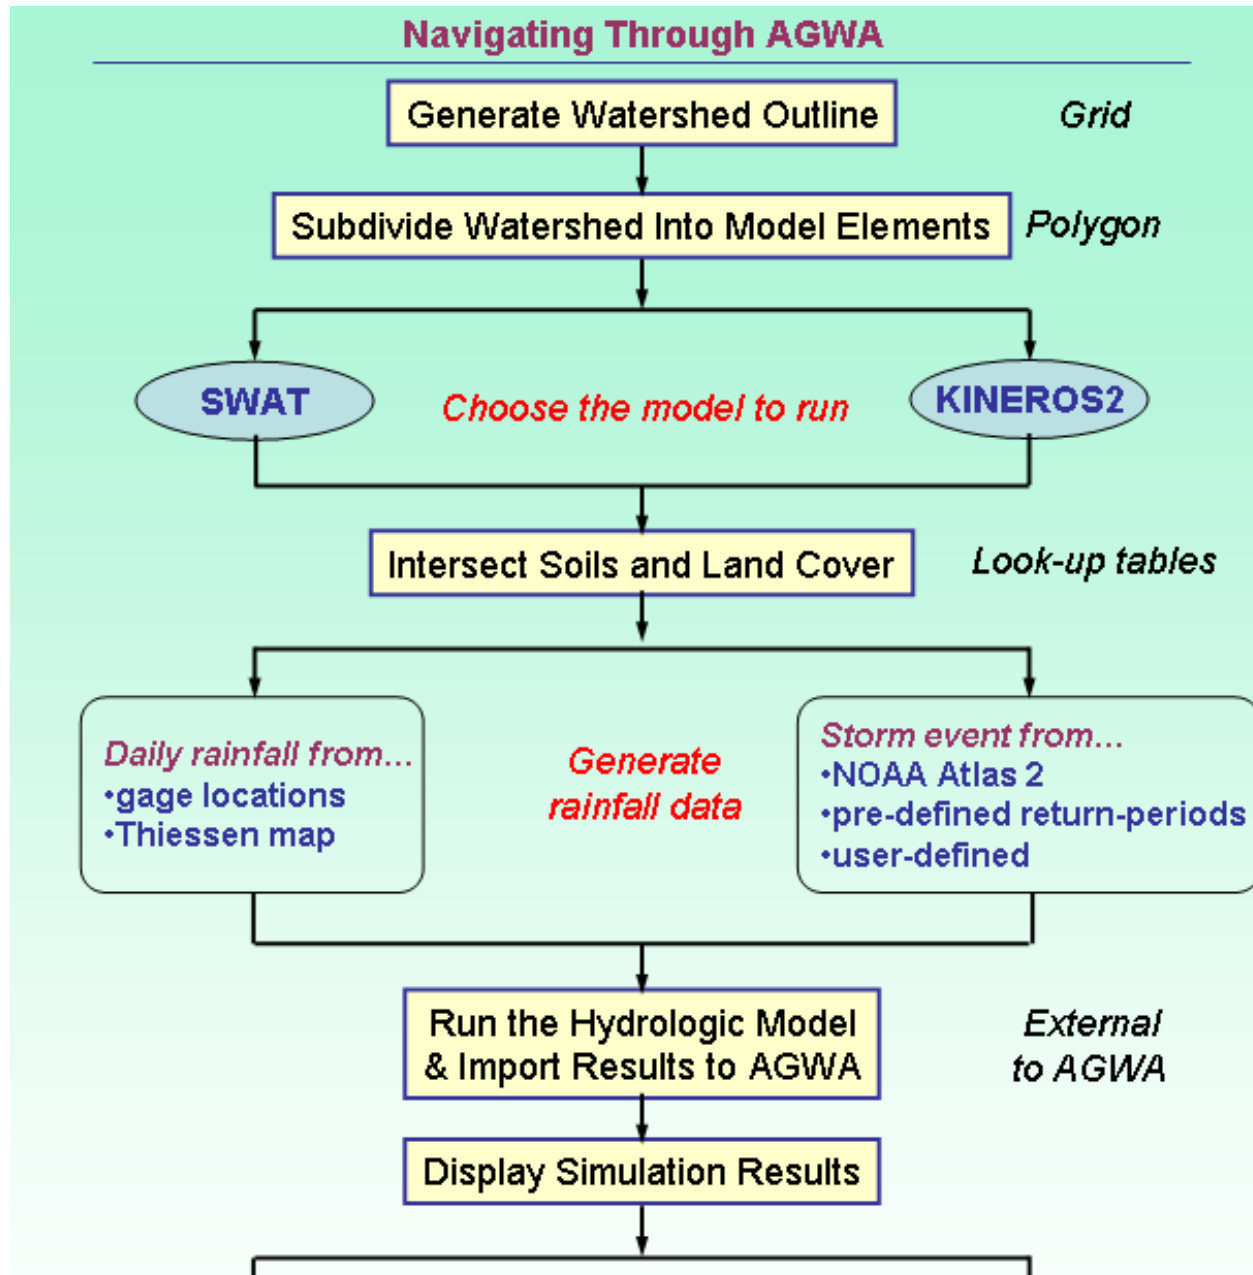 Navigating Through AGWA
Generate Watershed Outline
Grid
Subdivide Watershed Into Model Elements
Polygon
SWAT
Choose the model to run
KINEROS2
Intersect Soils and Land Cover
Look-up tables
Daily rainfall from...
•gage locations
•Thiessen map
Generate
rainfall data
Storm event from...
•NOAA Atlas 2
•pre-defined return-periods
•user-defined
Run the Hydrologic Model
& Import Results to AGWA
External
to AGWA
Display Simulation Results